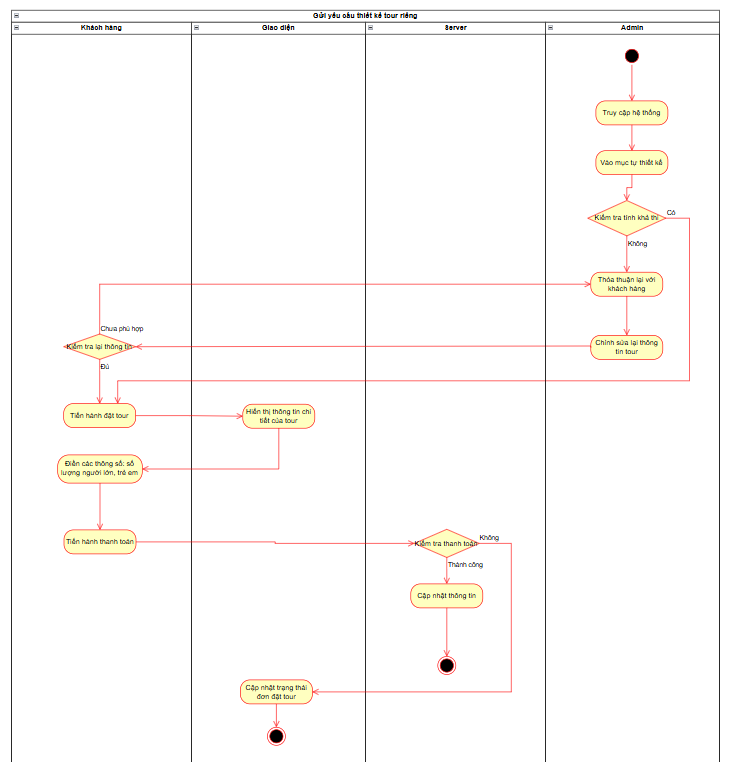 Gửi yêu cầu thiết kế tour riêng
Khách hàng
Giao diện
Server
Admin
Truy cập hệ thống
Vào mục tự thiết kế
Kiểm tra tính khả thi
Có
Không
Thỏa thuận lại với
khách hàng
Chỉnh sửa lại thông
tin tour
Chưa phù hợp
Kiểm tra lại thông tin
Đủ
Tiến hành đặt tour
Hiển thị thông tin chi
tiết của tour
Điền các thông số: số
lượng người lớn, trẻ em
Tiến hành thanh toán
Kiểm tra thanh toán
Không
Thành công
Cập nhật thông tin
Cập nhật trạng thái
đơn đặt tour